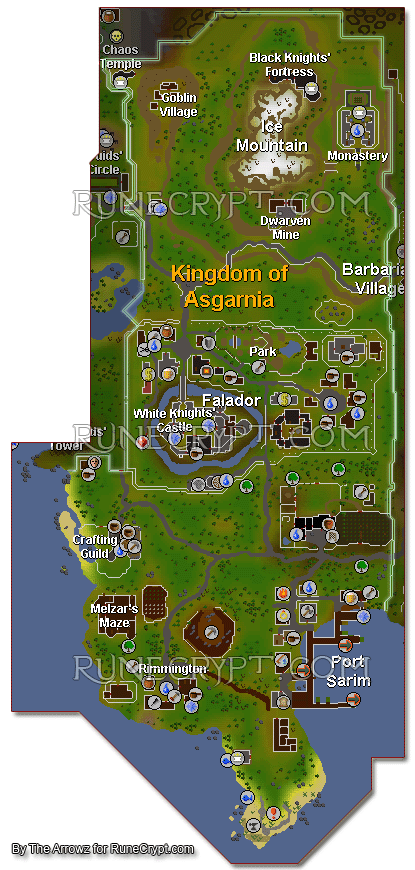 Chaos
Temple
Black Knights'
Fortress
Goblin
Village
Ice
Mountain
Monastery
uids'
Circle
RUNECRYPT.COM
Dwarven
Mine
Kingdom of
Asgarnia
Barbaria
Village
Park
Falador
White Knights'
Castle
RUNECRYPT.COM
ds'
Tower
Crafting
Guild
Melzar's
Maze
RUNECRYPT.COM
Rimmington
Port
Sarim
By The Arrowz for RuneCrypt.com